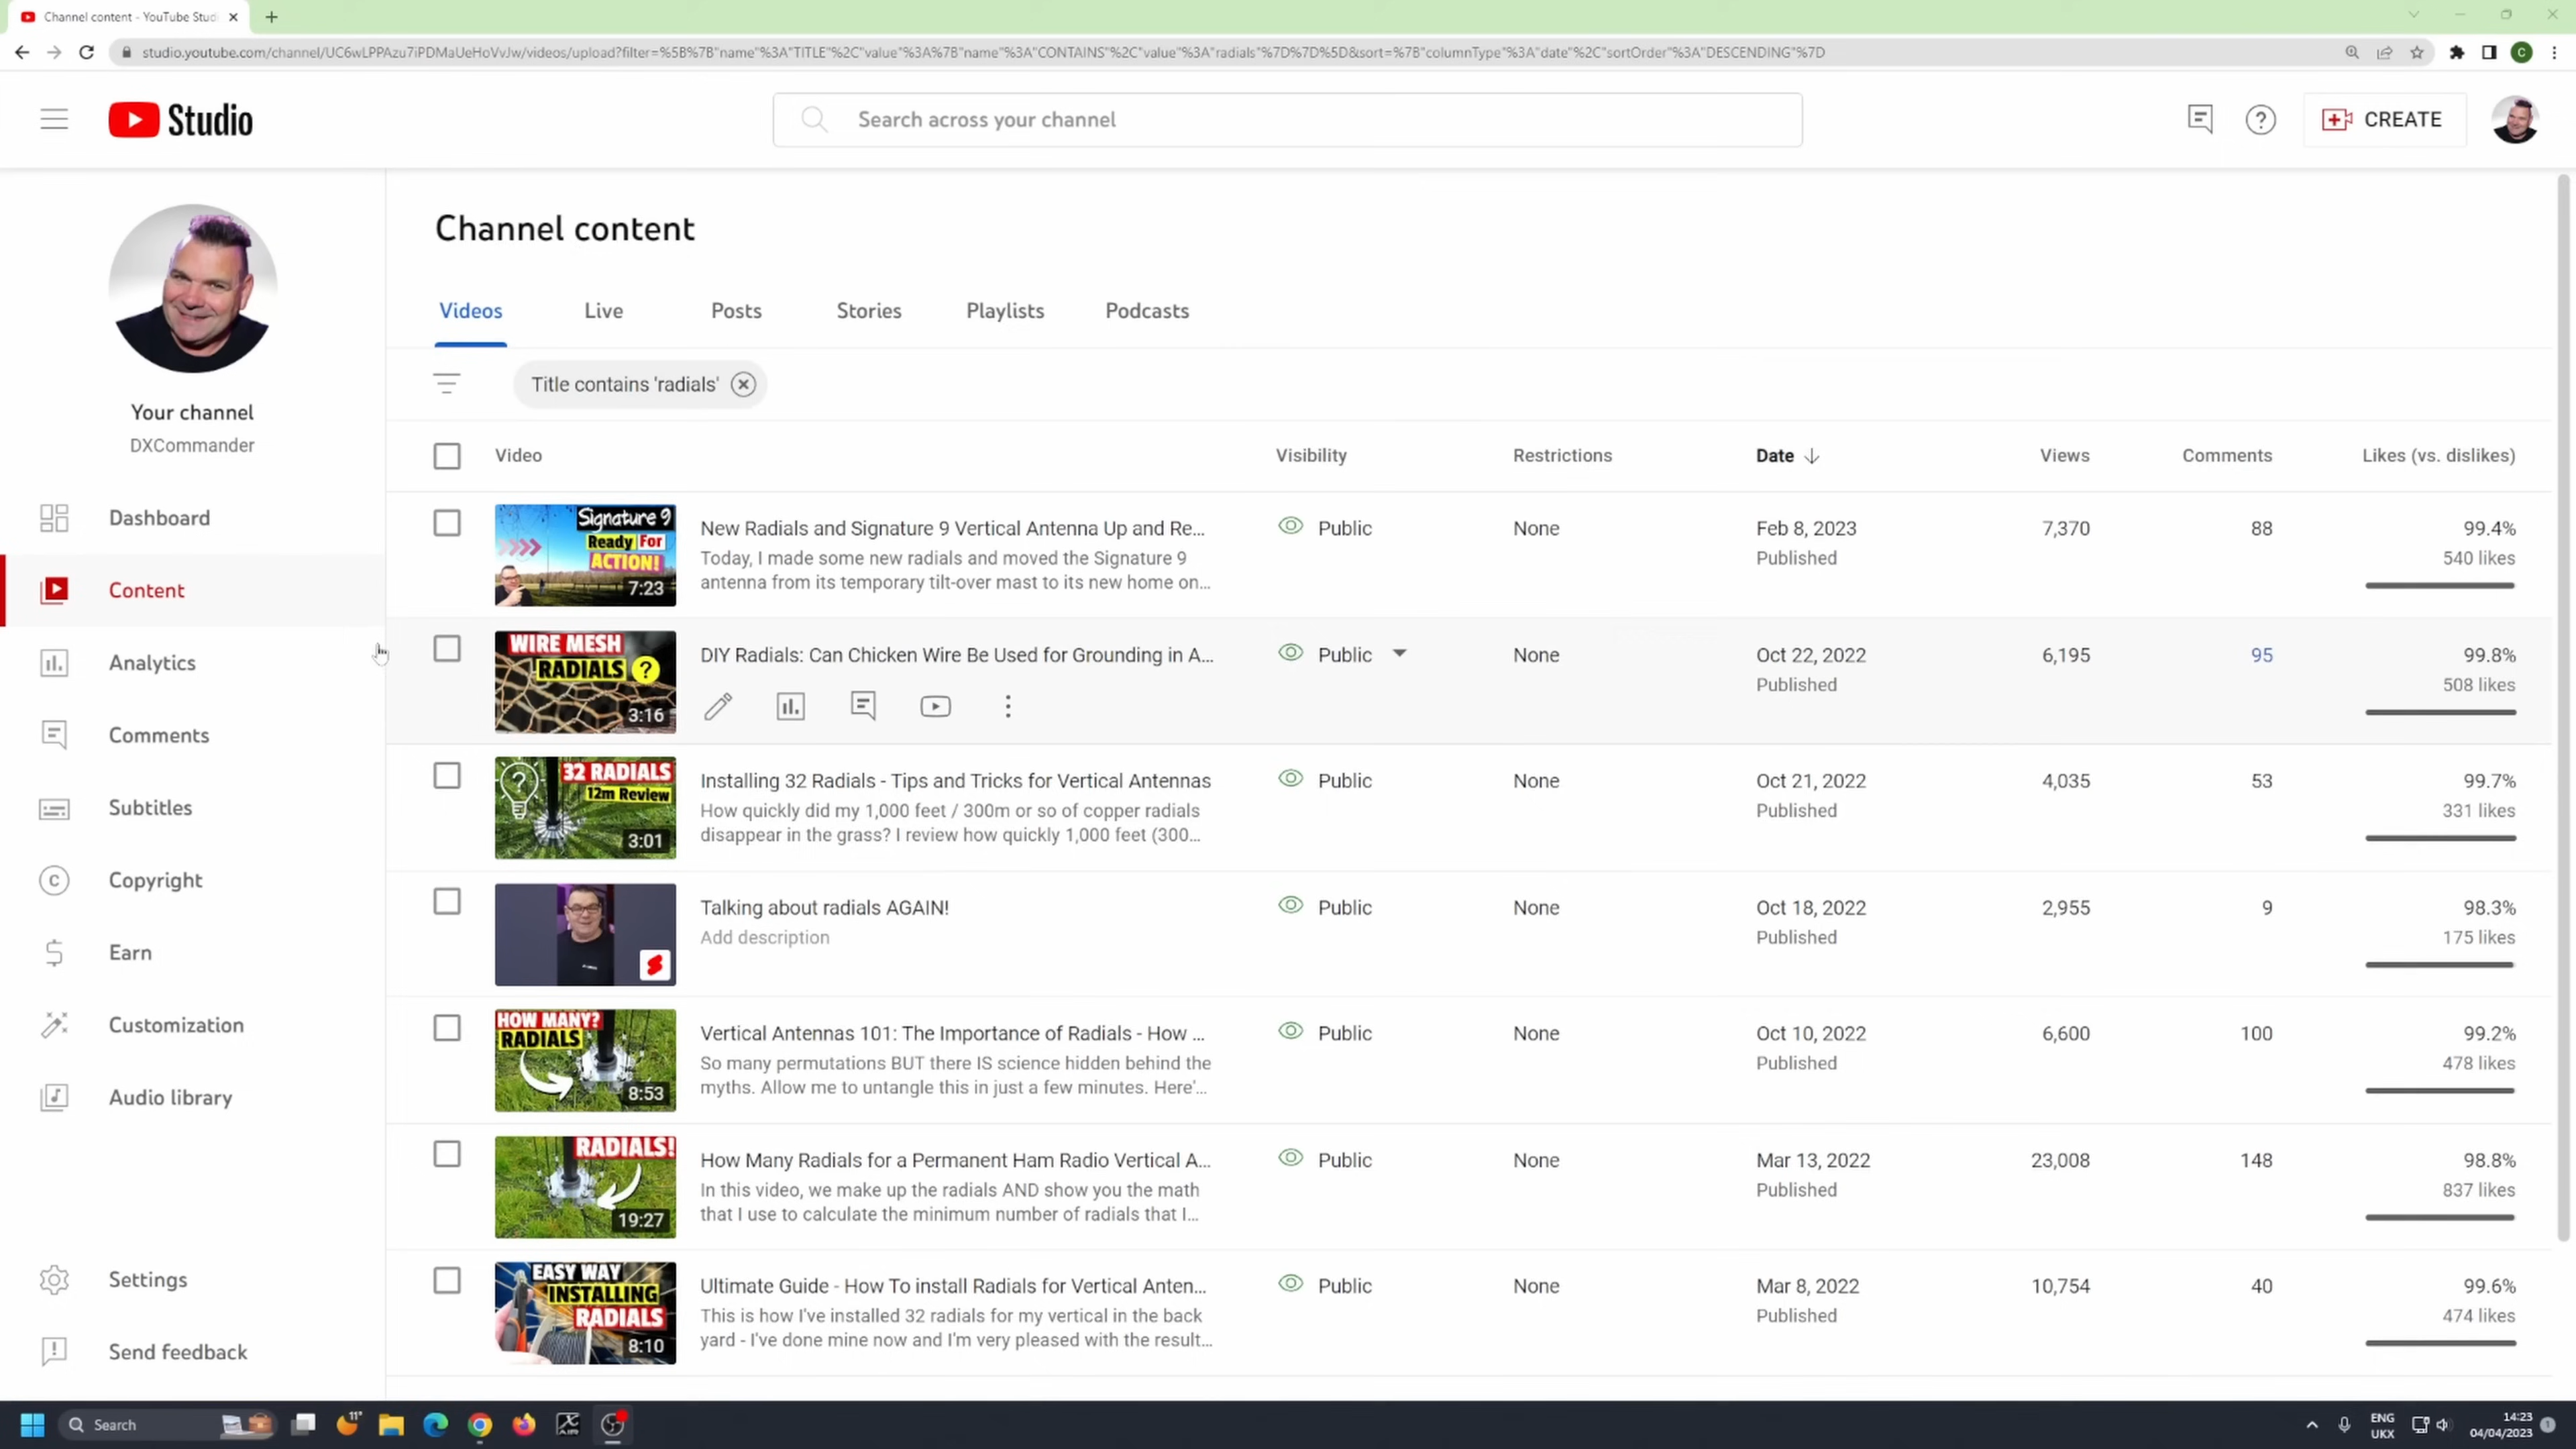 Channel content - YouTube Studi
studio.youtube.com/channel/UC6wLPPAzu7iPDMaUeHoVvJw/videos/upload?filter=%5B%7B"name"%3A"TITLE"%2C"value"%3A%7B"name"%3A"CONTAINS"%2C"value"%3A"radials"%7D%7D%5D&sort=%7B"columnType"%3A"date"%2C"sortOrder"%3A"DESCENDING"%7D
C
Studio
Search across your channel
CREATE
Your channel
DXCommander
Dashboard
Content
Analytics
Comments
Subtitles
Copyright
Earn
Customization
Audio library
Settings
Send feedback
Channel content
Videos Live Posts Stories Playlists Podcasts
Title contains 'radials'
Video Visibility Restrictions Date Views Comments Likes (vs. dislikes)
Signature 9
Ready For
ACTION!
7:23
New Radials and Signature 9 Vertical Antenna Up and Re... Public None Feb 8, 2023 7,370 88 99.4%
Today, I made some new radials and moved the Signature 9 Published 540 likes
antenna from its temporary tilt-over mast to its new home on...
WIRE MESH
RADIALS ?
3:16
DIY Radials: Can Chicken Wire Be Used for Grounding in A... Public None Oct 22, 2022 6,195 95 99.8%
Published 508 likes
32 RADIALS
12m Review
3:01
Installing 32 Radials - Tips and Tricks for Vertical Antennas Public None Oct 21, 2022 4,035 53 99.7%
How quickly did my 1,000 feet / 300m or so of copper radials Published 331 likes
disappear in the grass? I review how quickly 1,000 feet (300...
Talking about radials AGAIN! Public None Oct 18, 2022 2,955 9 98.3%
Add description Published 175 likes
HOW MANY?
RADIALS
8:53
Vertical Antennas 101: The Importance of Radials - How ... Public None Oct 10, 2022 6,600 100 99.2%
So many permutations BUT there IS science hidden behind the Published 478 likes
myths. Allow me to untangle this in just a few minutes. Here'...
RADIALS!
19:27
How Many Radials for a Permanent Ham Radio Vertical A... Public None Mar 13, 2022 23,008 148 98.8%
In this video, we make up the radials AND show you the math Published 837 likes
that I use to calculate the minimum number of radials that I...
EASY WAY
INSTALLING
RADIALS
8:10
Ultimate Guide - How To install Radials for Vertical Anten... Public None Mar 8, 2022 10,754 40 99.6%
This is how I've installed 32 radials for my vertical in the back Published 474 likes
yard - I've done mine now and I'm very pleased with the result...
Search
11°
X AIR
ENG
UKX
14:23
04/04/2023
1